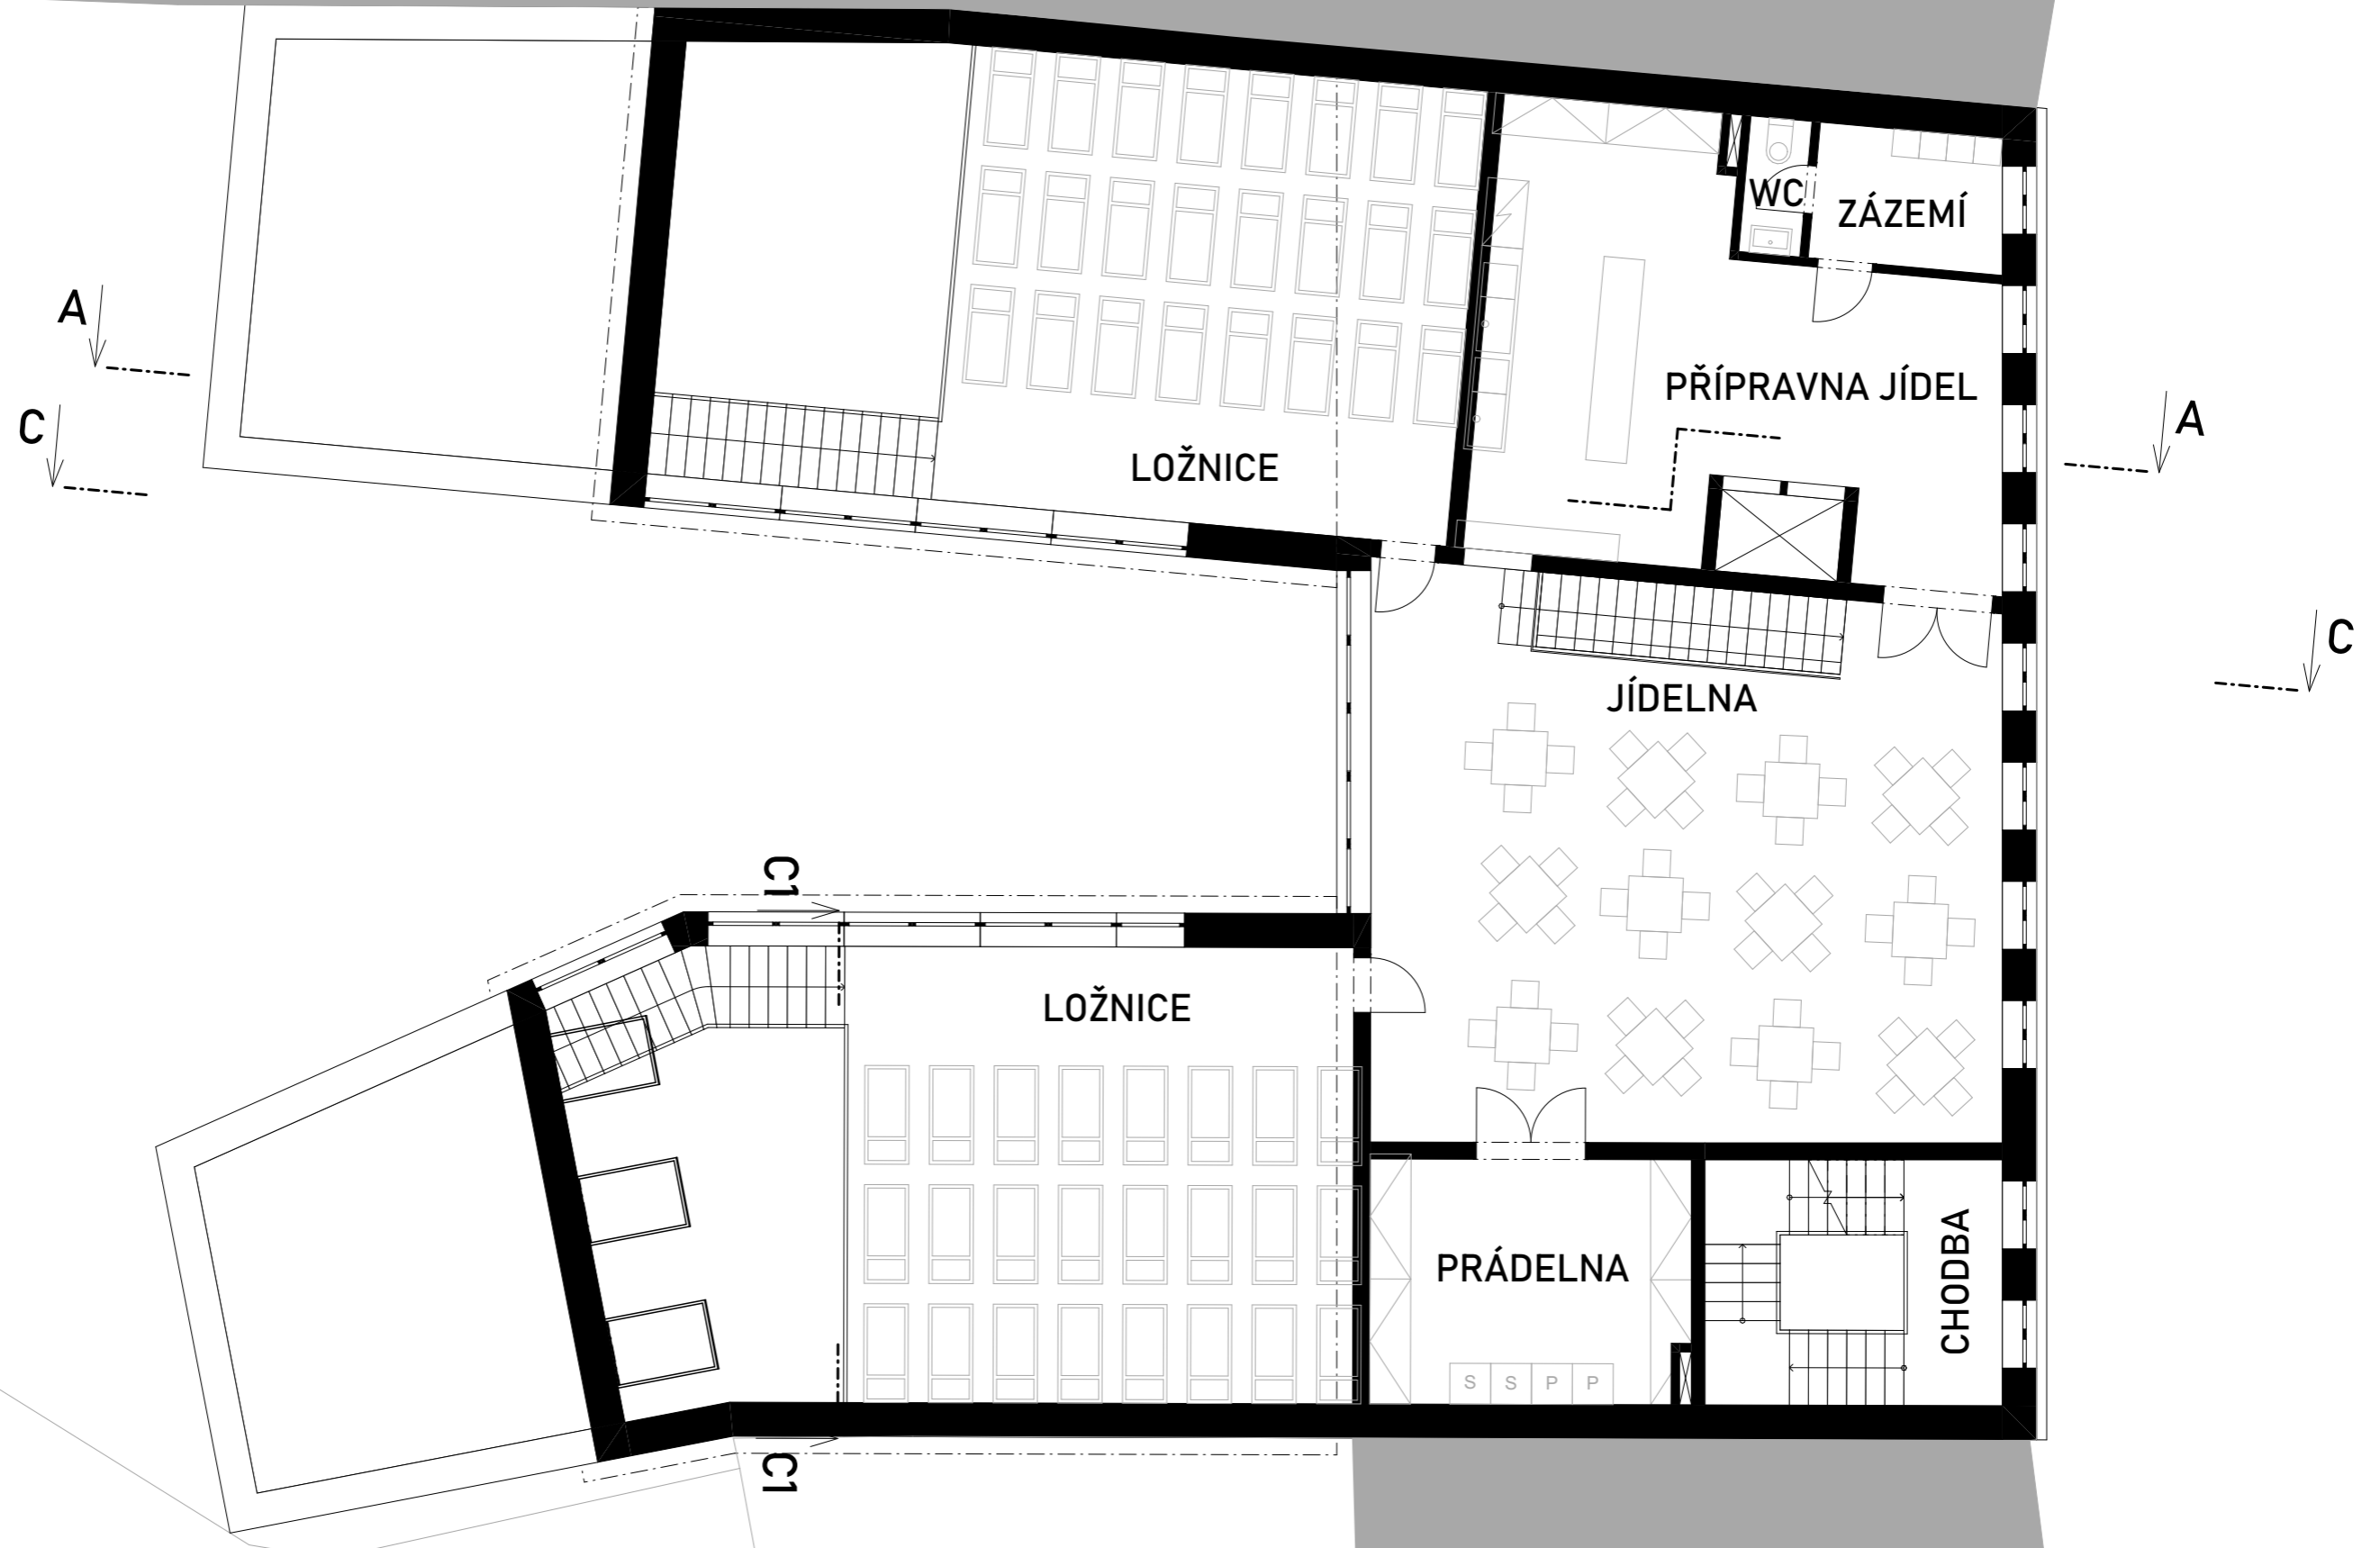 WC
ZÁZEMÍ
A
PŘÍPRAVNA JÍDEL
A
C
LOŽNICE
C
JÍDELNA
C1
LOŽNICE
PRÁDELNA
CHODBA
S S P P
C1